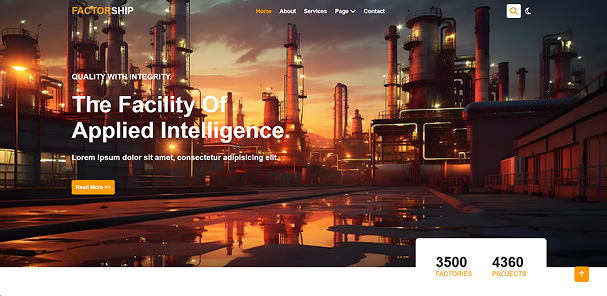 FACTORSHIP
Home About Services Page Contact
QUALITY WITH INTEGRITY.
The Facility Of
Applied Intelligence.
Lorem ipsum dolor sit amet, consectetur adipisicing elit.
Read More >>
3500 4360
FACTORIES PROJECTS